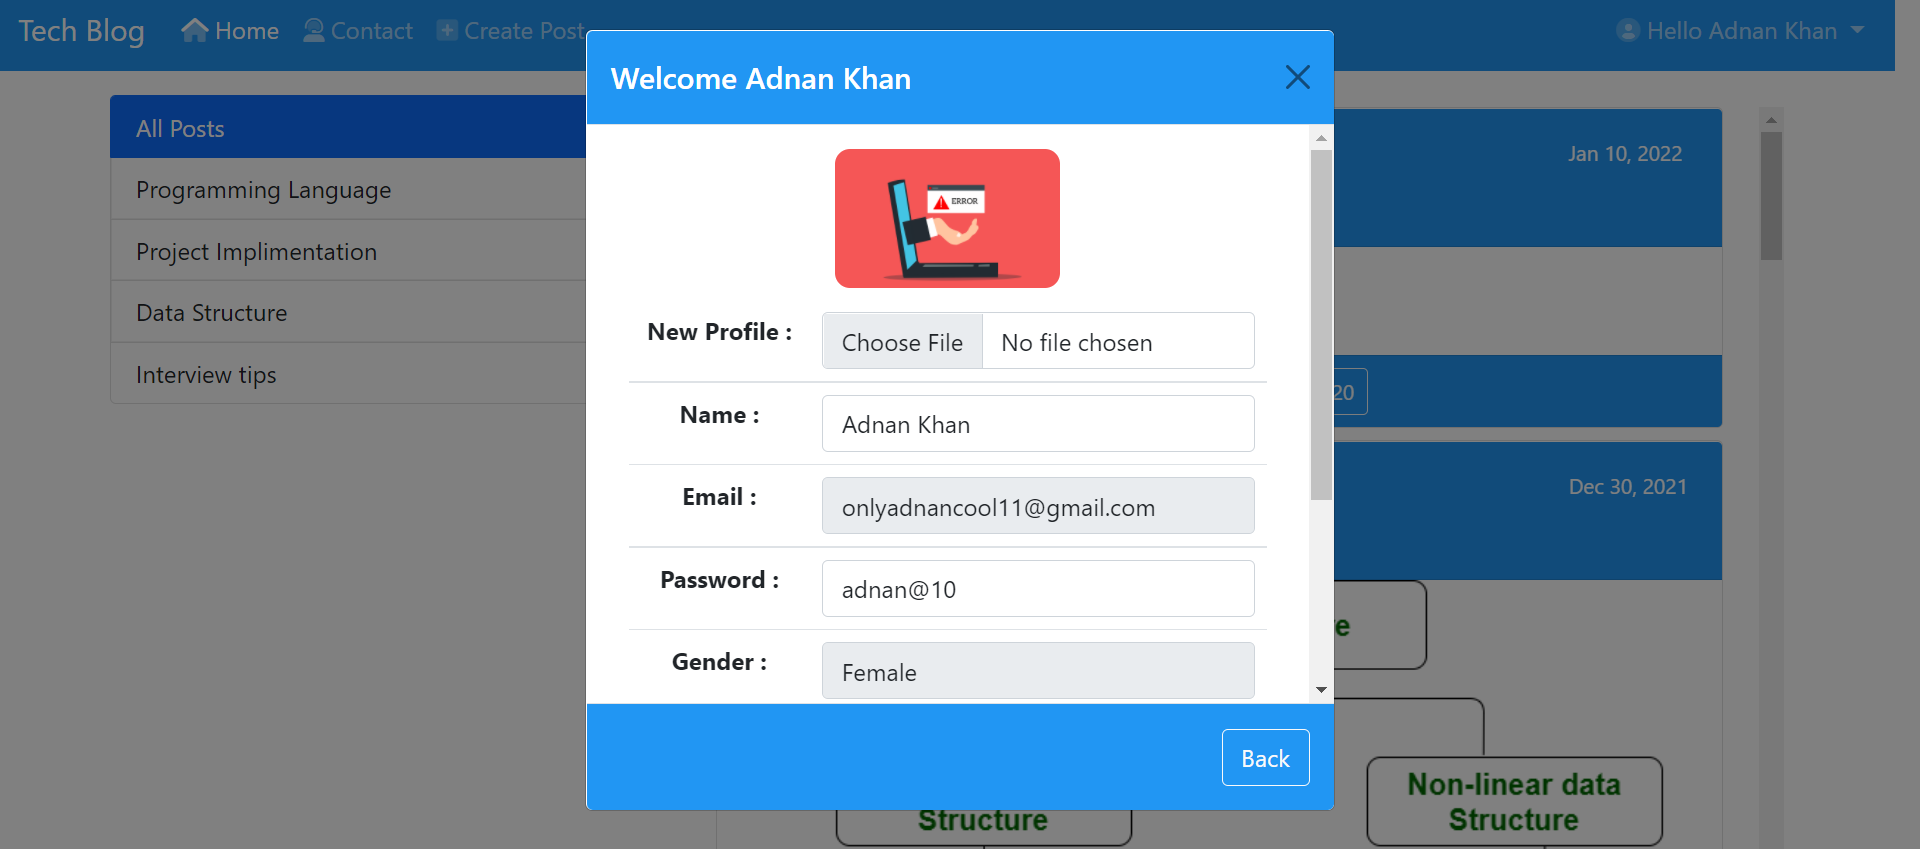 Tech Blog Home Contact Create Post Hello Adnan Khan
Welcome Adnan Khan
All Posts
Programming Language
Project Implimentation
Data Structure
Interview tips
Jan 10, 2022
ERROR
New Profile : Choose File No file chosen
Name : Adnan Khan
Email : onlyadnancool11@gmail.com
Password : adnan@10
Gender : Female
Back
20
Dec 30, 2021
Non-linear data
Structure
Structure